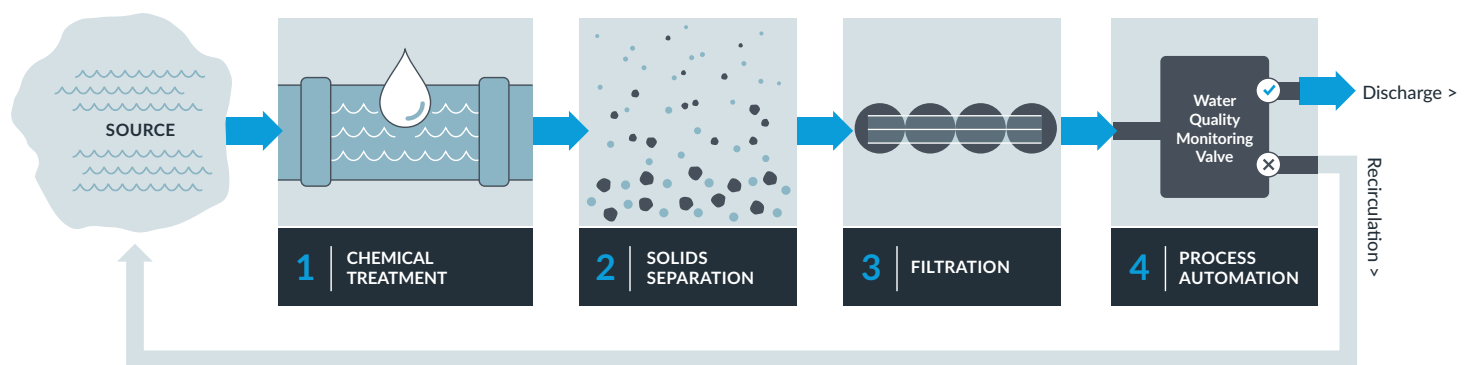 SOURCE
1
CHEMICAL
TREATMENT
2
SOLIDS
SEPARATION
3
FILTRATION
Water
Quality
Monitoring
Valve
4
PROCESS
AUTOMATION
Discharge >
Recirculation >